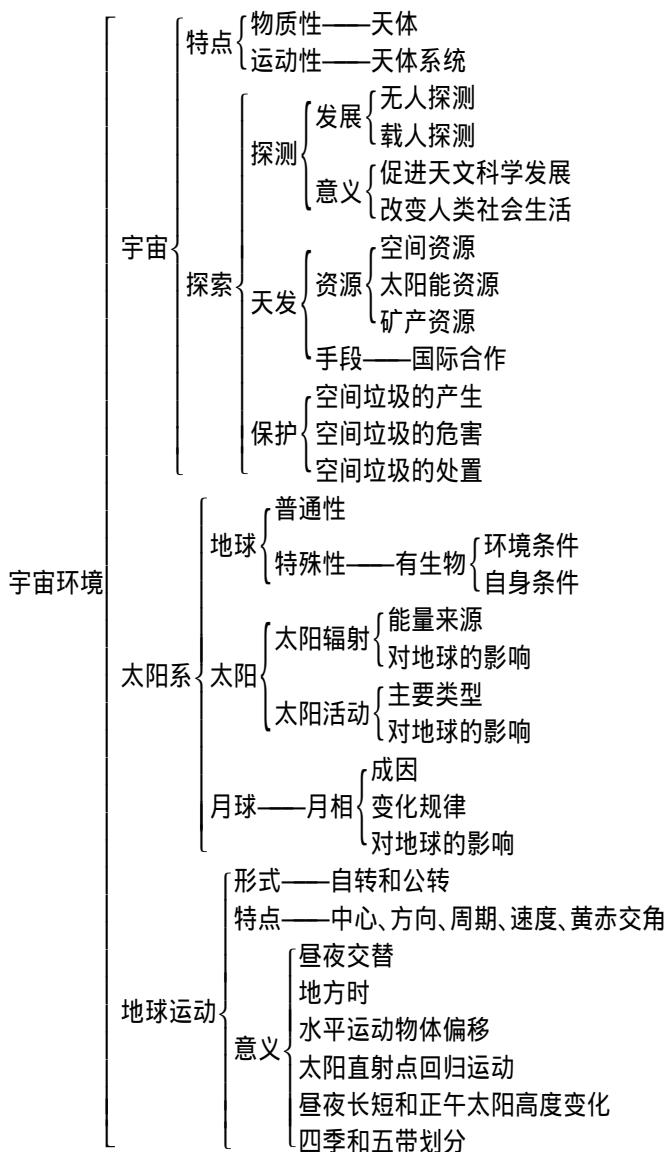 特点
物质性——天体
运动性——天体系统
宇宙
探索
探测
发展
无人探测
载人探测
意义
促进天文科学发展
改变人类社会生活
天发
资源
空间资源
太阳能资源
矿产资源
手段——国际合作
保护
空间垃圾的产生
空间垃圾的危害
空间垃圾的处置
宇宙环境
太阳系
地球
普通性
特殊性——有生物
环境条件
自身条件
太阳
太阳辐射
能量来源
对地球的影响
太阳活动
主要类型
对地球的影响
月球——月相
成因
变化规律
对地球的影响
地球运动
形式——自转和公转
特点——中心、方向、周期、速度、黄赤交角
意义
昼夜交替
地方时
水平运动物体偏移
太阳直射点回归运动
昼夜长短和正午太阳高度变化
四季和五带划分